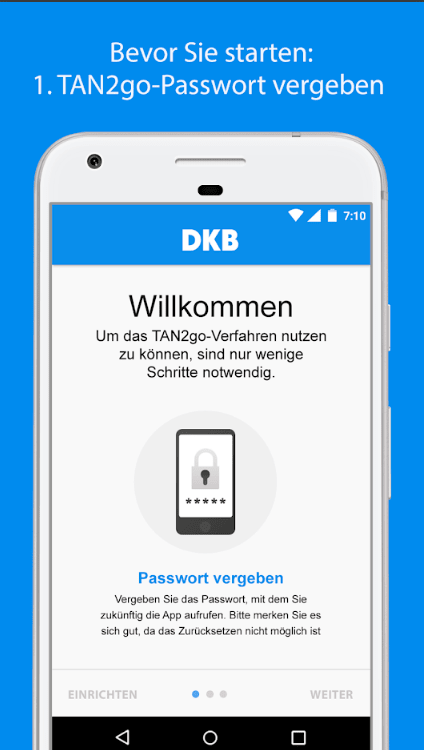 Bevor Sie starten:
1. TAN2go-Passwort vergeben
7:10
DKB
Willkommen
Um das TAN2go-Verfahren nutzen
zu können, sind nur wenige
Schritte notwendig.
*****
Passwort vergeben
Vergeben Sie das Passwort, mit dem Sie
zukünftig die App aufrufen. Bitte merken Sie es
sich gut, da das Zurücksetzen nicht möglich ist
EINRICHTEN
WEITER